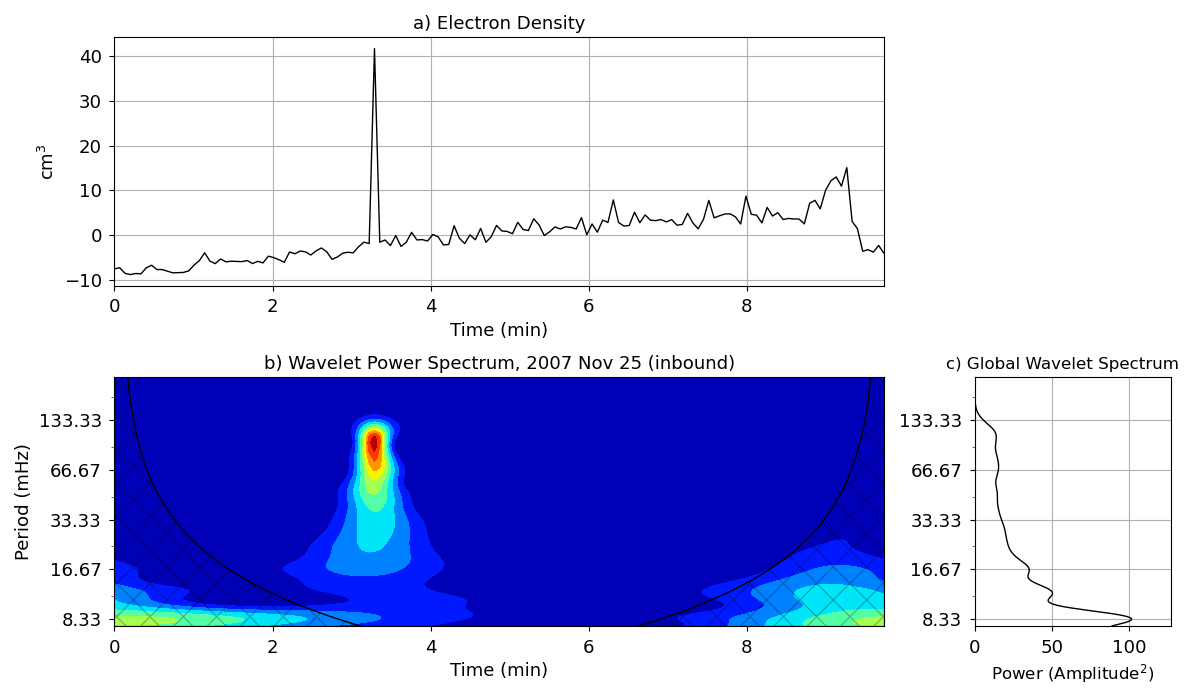 a) Electron Density
40
30
20
10
0
−10
cm³
0 2 4 6 8
Time (min)
b) Wavelet Power Spectrum, 2007 Nov 25 (inbound)
133.33
66.67
33.33
16.67
8.33
Period (mHz)
0 2 4 6 8
Time (min)
c) Global Wavelet Spectrum
133.33
66.67
33.33
16.67
8.33
0 50 100
Power (Amplitude²)